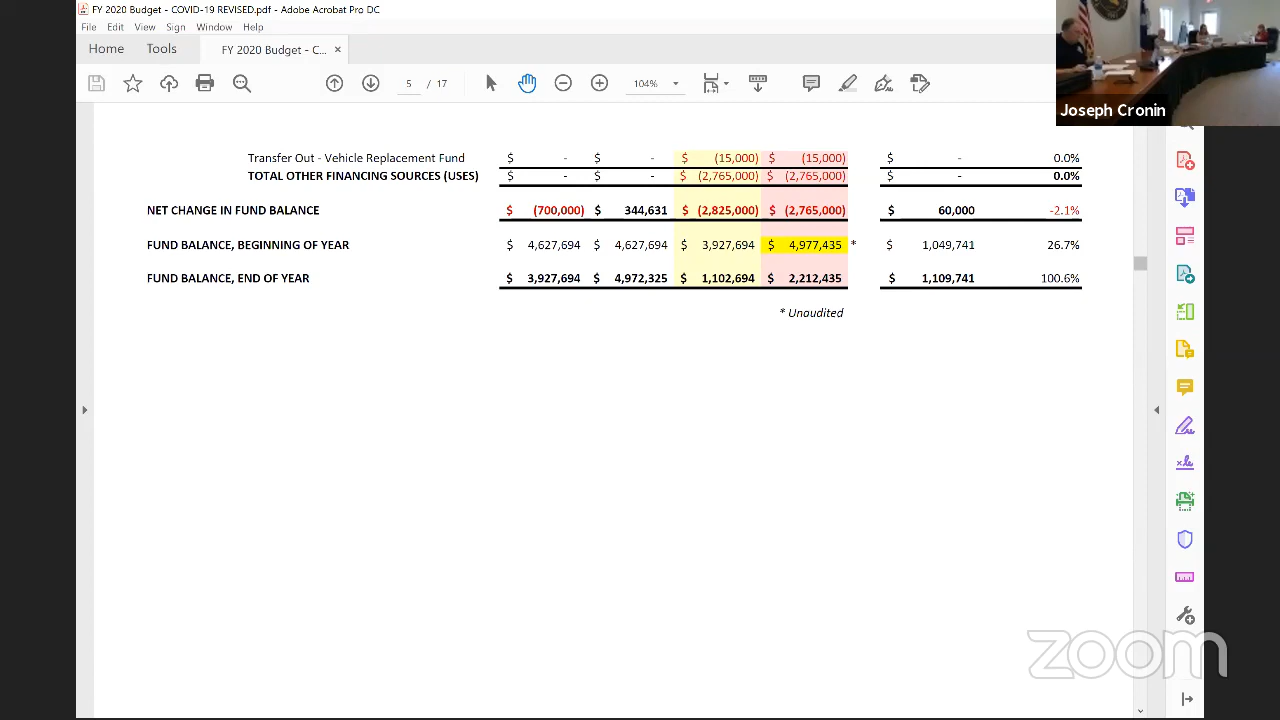 FY 2020 Budget - COVID-19 REVISED.pdf - Adobe Acrobat Pro DC
File Edit View Sign Window Help
Home Tools FY 2020 Budget - C... ×
5 / 17 104%
Joseph Cronin
Transfer Out - Vehicle Replacement Fund $ - $ - $ (15,000) $ (15,000) $ - 0.0%
TOTAL OTHER FINANCING SOURCES (USES) $ - $ - $ (2,765,000) $ (2,765,000) $ - 0.0%
NET CHANGE IN FUND BALANCE $ (700,000) $ 344,631 $ (2,825,000) $ (2,765,000) $ 60,000 -2.1%
FUND BALANCE, BEGINNING OF YEAR $ 4,627,694 $ 4,627,694 $ 3,927,694 $ 4,977,435 * $ 1,049,741 26.7%
FUND BALANCE, END OF YEAR $ 3,927,694 $ 4,972,325 $ 1,102,694 $ 2,212,435 $ 1,109,741 100.6%
* Unaudited
zoom